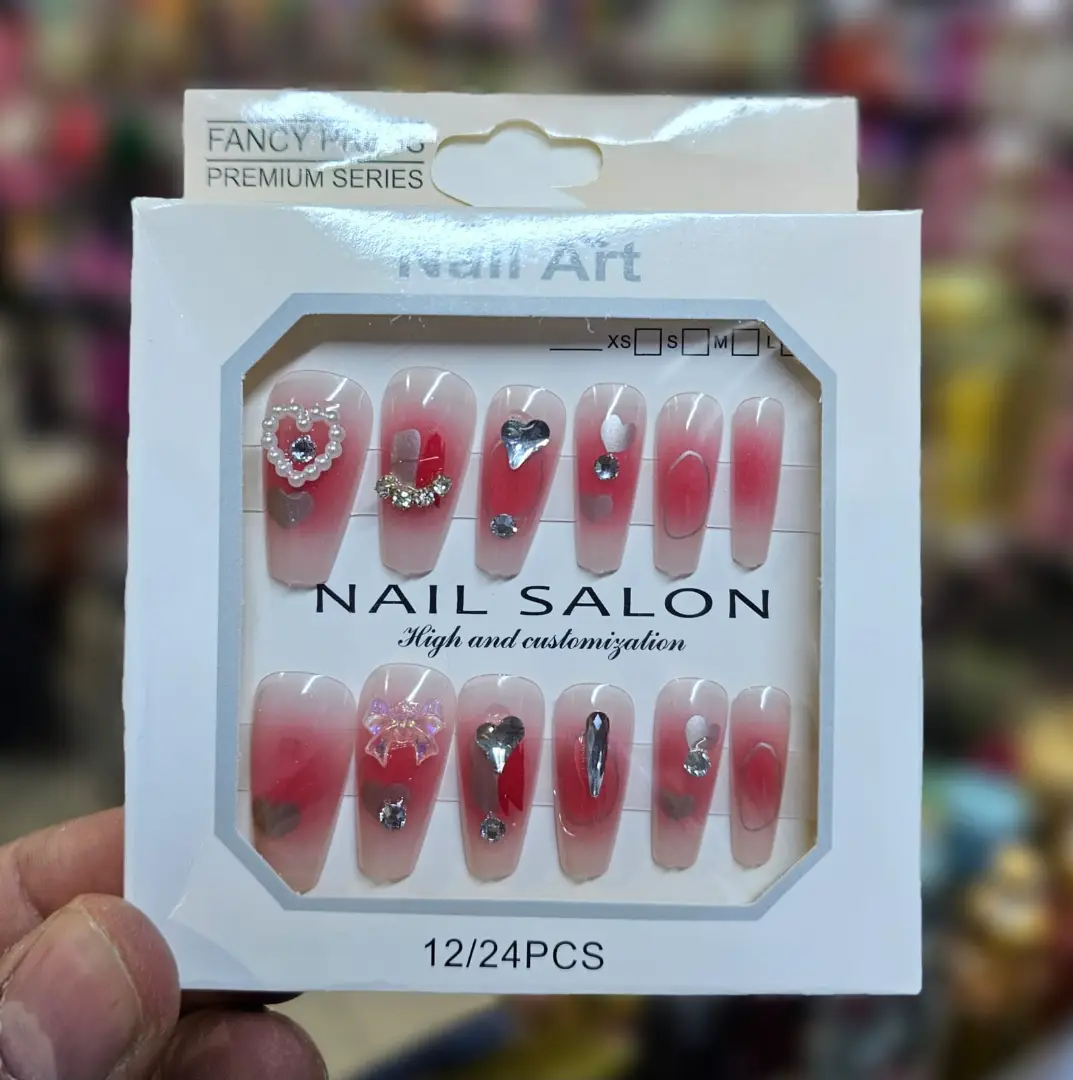 FANCY
PREMIUM SERIES
Nail Art
XS S M L
NAIL SALON
High and customization
12/24PCS